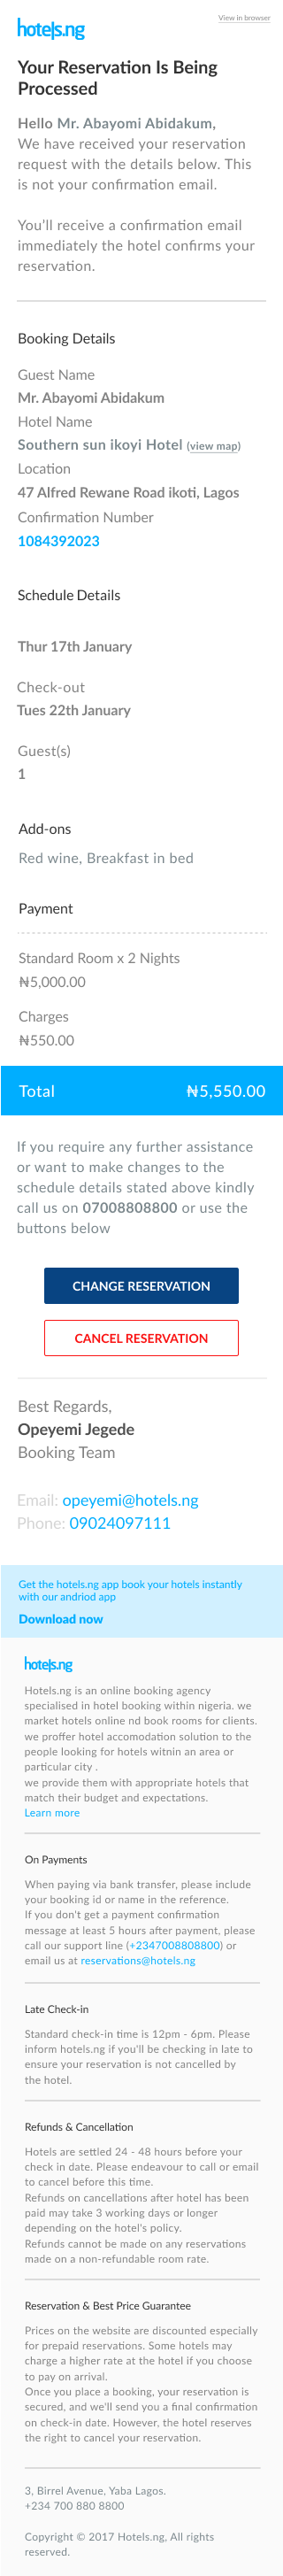 View in browser
hotels.ng
Your Reservation Is Being
Processed
Hello Mr. Abayomi Abidakum,
We have received your reservation
request with the details below. This
is not your confirmation email.
You'll receive a confirmation email
immediately the hotel confirms your
reservation.
Booking Details
Guest Name
Mr. Abayomi Abidakum
Hotel Name
Southern sun ikoyi Hotel (view map)
Location
47 Alfred Rewane Road ikoti, Lagos
Confirmation Number
1084392023
Schedule Details
Thur 17th January
Check-out
Tues 22th January
Guest(s)
1
Add-ons
Red wine, Breakfast in bed
Payment
Standard Room x 2 Nights
₦5,000.00
Charges
₦550.00
Total ₦5,550.00
If you require any further assistance
or want to make changes to the
schedule details stated above kindly
call us on 07008808800 or use the
buttons below
CHANGE RESERVATION
CANCEL RESERVATION
Best Regards,
Opeyemi Jegede
Booking Team
Email: opeyemi@hotels.ng
Phone: 09024097111
Get the hotels.ng app book your hotels instantly
with our andriod app
Download now
hotels.ng
Hotels.ng is an online booking agency
specialised in hotel booking within nigeria. we
market hotels online nd book rooms for clients.
we proffer hotel accomodation solution to the
people looking for hotels witnin an area or
particular city .
we provide them with appropriate hotels that
match their budget and expectations.
Learn more
On Payments
When paying via bank transfer, please include
your booking id or name in the reference.
If you don't get a payment confirmation
message at least 5 hours after payment, please
call our support line (+2347008808800) or
email us at reservations@hotels.ng
Late Check-in
Standard check-in time is 12pm - 6pm. Please
inform hotels.ng if you'll be checking in late to
ensure your reservation is not cancelled by
the hotel.
Refunds & Cancellation
Hotels are settled 24 - 48 hours before your
check in date. Please endeavour to call or email
to cancel before this time.
Refunds on cancellations after hotel has been
paid may take 3 working days or longer
depending on the hotel's policy.
Refunds cannot be made on any reservations
made on a non-refundable room rate.
Reservation & Best Price Guarantee
Prices on the website are discounted especially
for prepaid reservations. Some hotels may
charge a higher rate at the hotel if you choose
to pay on arrival.
Once you place a booking, your reservation is
secured, and we'll send you a final confirmation
on check-in date. However, the hotel reserves
the right to cancel your reservation.
3, Birrel Avenue, Yaba Lagos.
+234 700 880 8800
Copyright © 2017 Hotels.ng, All rights
reserved.